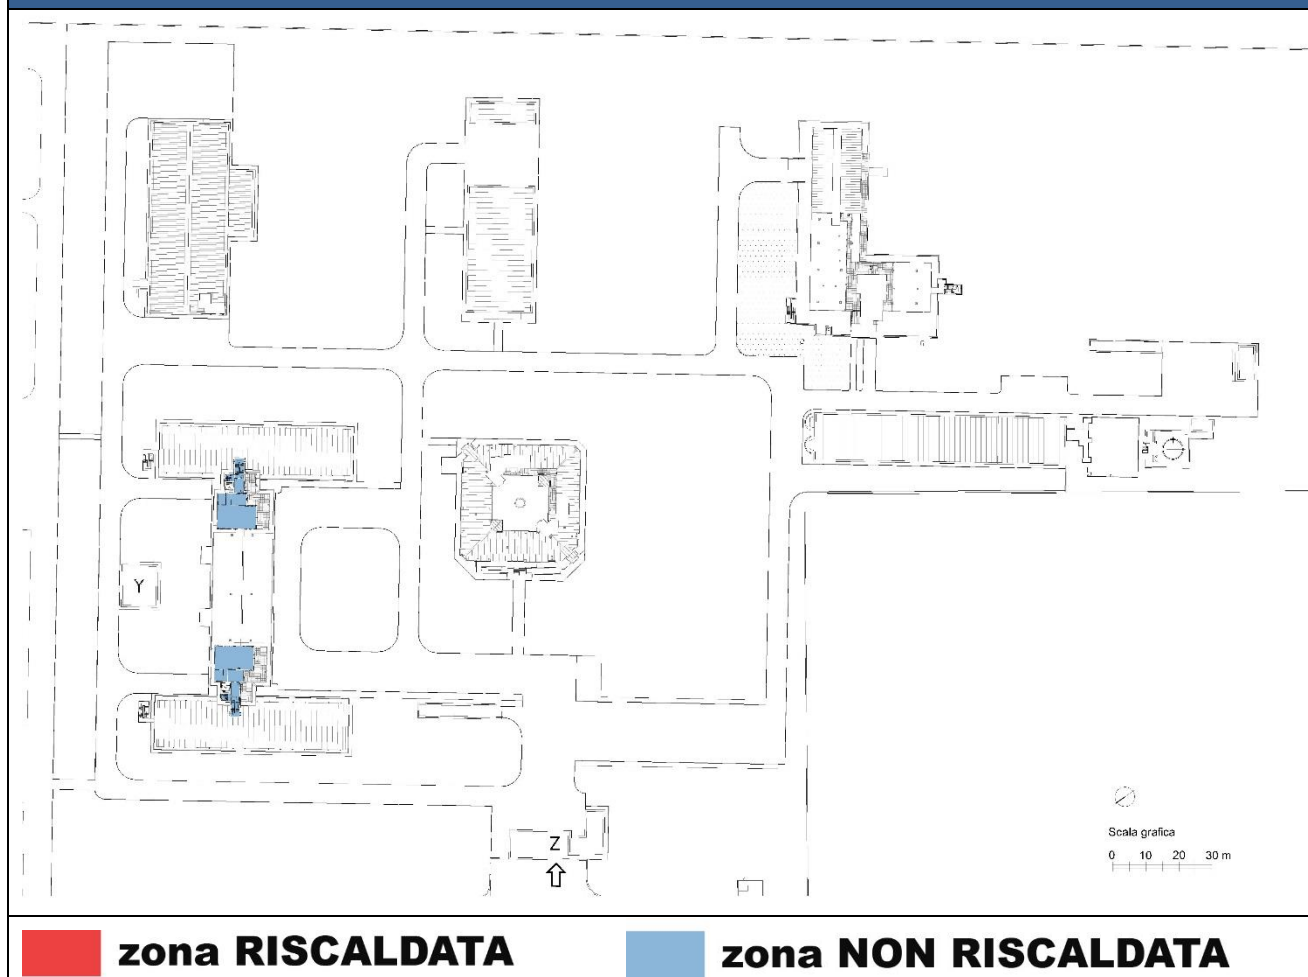 Y
Z
Scala grafica
0 10 20 30 m
zona RISCALDATA
zona NON RISCALDATA